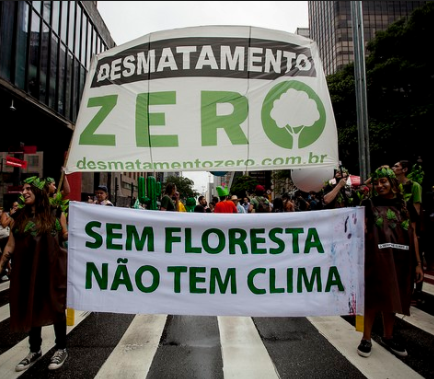 DESMATAMENTO
ZERO
desmatamentozero.com.br
SEM FLORESTA
NÃO TEM CLIMA